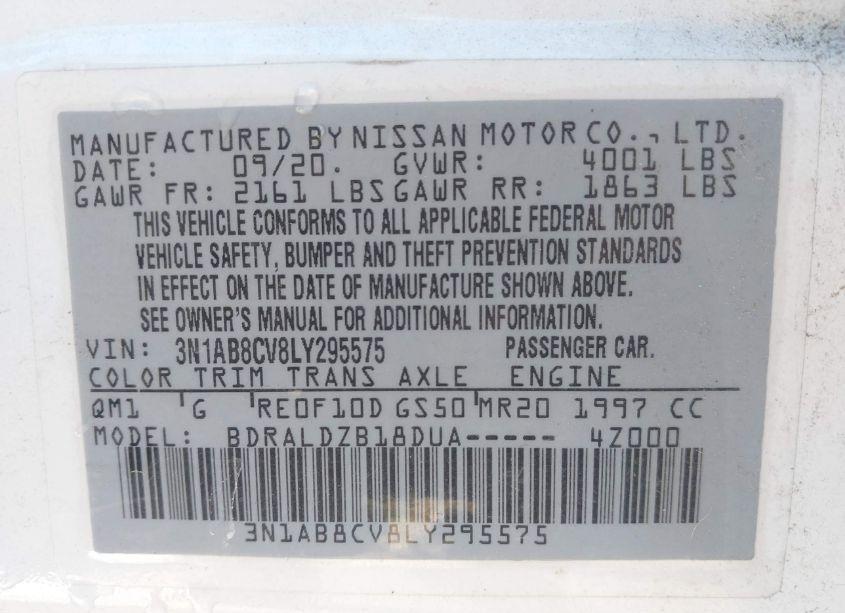 MANUFACTURED BY NISSAN MOTOR CO., LTD.
DATE: 09/20. GVWR: 4001 LBS
GAWR FR: 2161 LBS GAWR RR: 1863 LBS
THIS VEHICLE CONFORMS TO ALL APPLICABLE FEDERAL MOTOR
VEHICLE SAFETY, BUMPER AND THEFT PREVENTION STANDARDS
IN EFFECT ON THE DATE OF MANUFACTURE SHOWN ABOVE.
SEE OWNER'S MANUAL FOR ADDITIONAL INFORMATION.
VIN: 3N1AB8CV8LY295575 PASSENGER CAR.
COLOR TRIM TRANS AXLE ENGINE
QM1 'G 'RE0F10D GS50'MR20 1997 CC
MODEL: BDRALDZB18DUA----- 4Z000
3N1AB8CV8LY295575